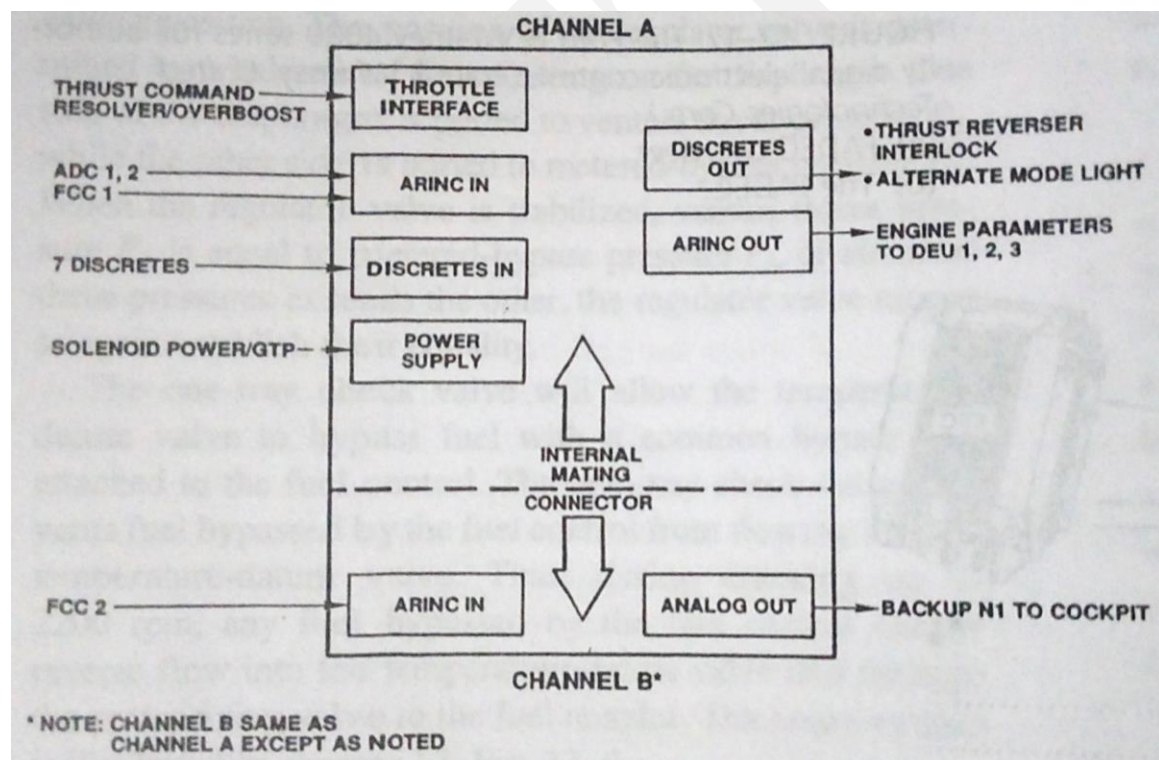 CHANNEL A
THRUST COMMAND
RESOLVER/OVERBOOST
THROTTLE
INTERFACE
ADC 1, 2
FCC 1
ARINC IN
7 DISCRETES
DISCRETES IN
SOLENOID POWER/GTP
POWER
SUPPLY
DISCRETES
OUT
•THRUST REVERSER
INTERLOCK
•ALTERNATE MODE LIGHT
ARINC OUT
ENGINE PARAMETERS
TO DEU 1, 2, 3
INTERNAL
MATING
CONNECTOR
FCC 2
ARINC IN
ANALOG OUT
BACKUP N1 TO COCKPIT
CHANNEL B*
* NOTE: CHANNEL B SAME AS
CHANNEL A EXCEPT AS NOTED